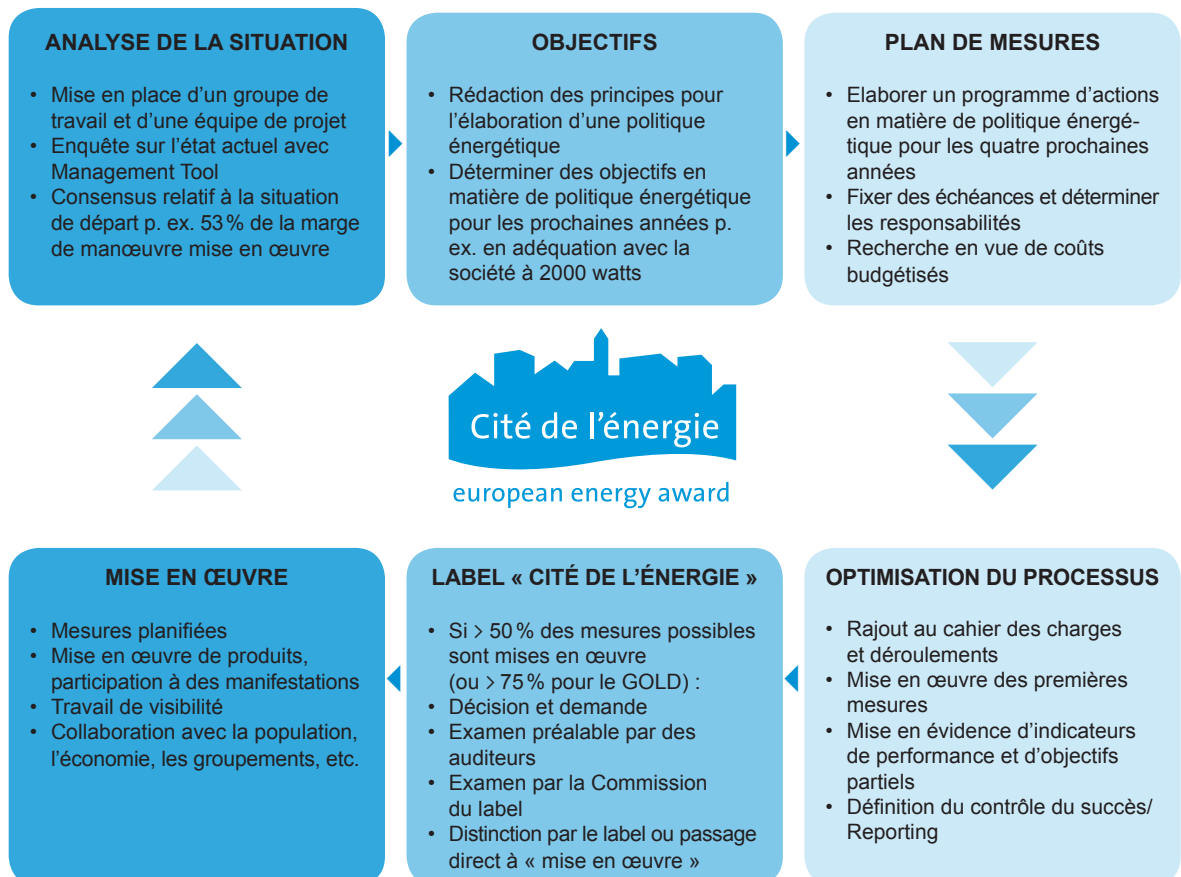 ANALYSE DE LA SITUATION
• Mise en place d'un groupe de
travail et d'une équipe de projet
• Enquête sur l'état actuel avec
Management Tool
• Consensus relatif à la situation
de départ p. ex. 53 % de la marge
de manœuvre mise en œuvre
OBJECTIFS
• Rédaction des principes pour
l'élaboration d'une politique
énergétique
• Déterminer des objectifs en
matière de politique énergétique
pour les prochaines années p.
ex. en adéquation avec la
société à 2000 watts
PLAN DE MESURES
• Elaborer un programme d'actions
en matière de politique énergé-
tique pour les quatre prochaines
années
• Fixer des échéances et déterminer
les responsabilités
• Recherche en vue de coûts
budgétisés
Cité de l'énergie
european energy award
MISE EN ŒUVRE
• Mesures planifiées
• Mise en œuvre de produits,
participation à des manifestations
• Travail de visibilité
• Collaboration avec la population,
l'économie, les groupements, etc.
LABEL « CITÉ DE L'ÉNERGIE »
• Si > 50 % des mesures possibles
sont mises en œuvre
(ou > 75 % pour le GOLD) :
• Décision et demande
• Examen préalable par des
auditeurs
• Examen par la Commission
du label
• Distinction par le label ou passage
direct à « mise en œuvre »
OPTIMISATION DU PROCESSUS
• Rajout au cahier des charges
et déroulements
• Mise en œuvre des premières
mesures
• Mise en évidence d'indicateurs
de performance et d'objectifs
partiels
• Définition du contrôle du succès/
Reporting